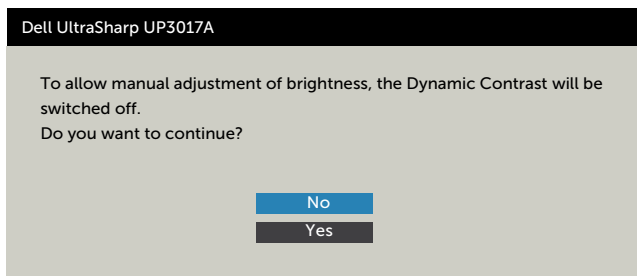 Dell UltraSharp UP3017A
To allow manual adjustment of brightness, the Dynamic Contrast will be
switched off.
Do you want to continue?
No
Yes